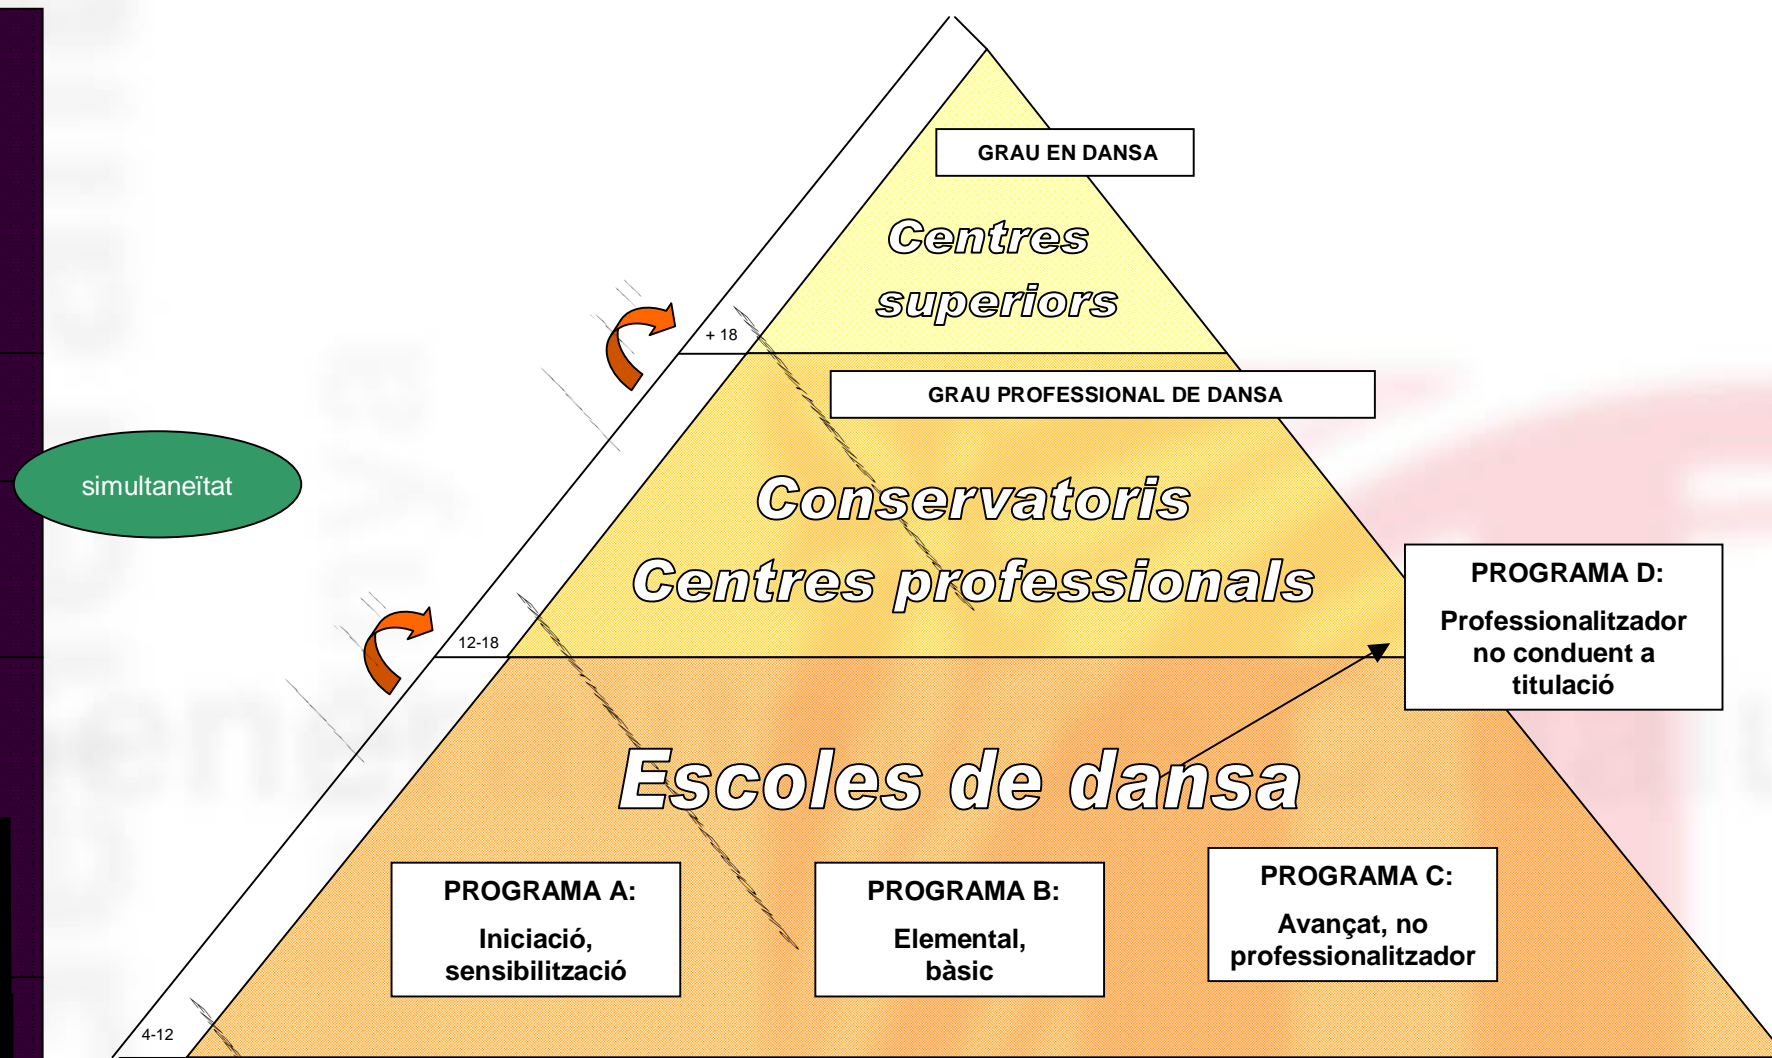 GRAU EN DANSA
Centres
superiors
+ 18
GRAU PROFESSIONAL DE DANSA
simultaneïtat
Conservatoris
Centres professionals
PROGRAMA D:
Professionalitzador
no conduent a
titulació
12-18
Escoles de dansa
PROGRAMA A:
Iniciació,
sensibilització
PROGRAMA B:
Elemental,
bàsic
PROGRAMA C:
Avançat, no
professionalitzador
4-12